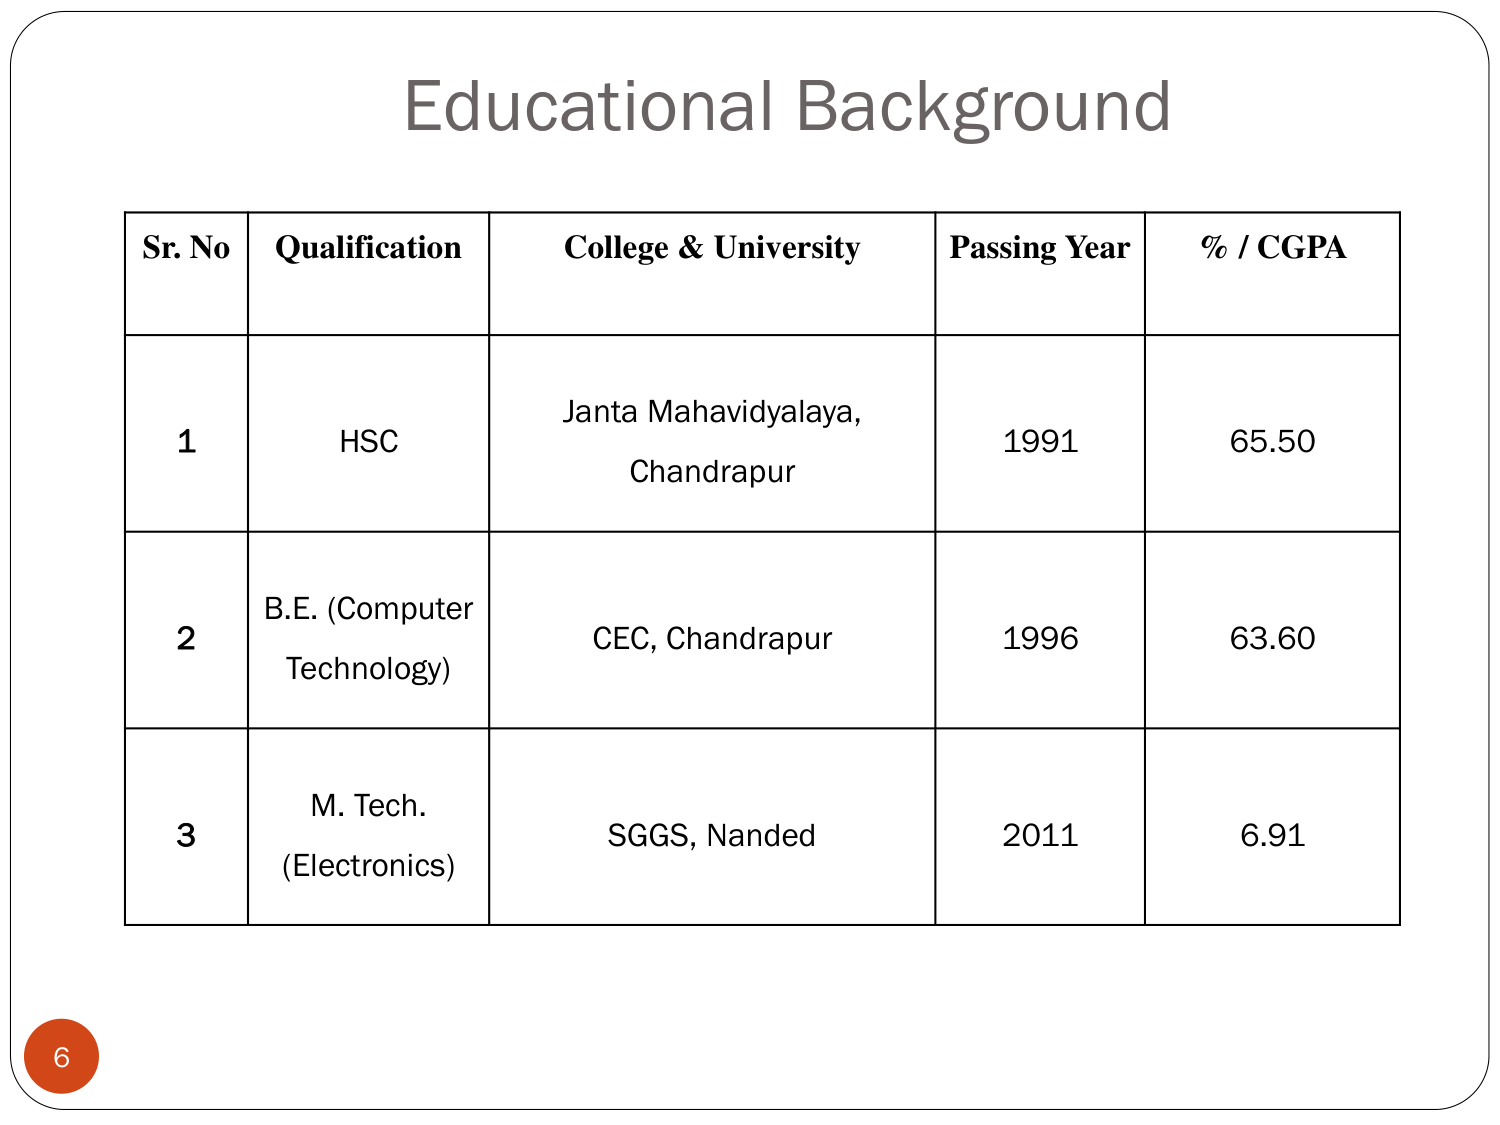 Educational Background
Sr. No Qualification College & University Passing Year % / CGPA
1 HSC Janta Mahavidyalaya, Chandrapur 1991 65.50
2 B.E. (Computer Technology) CEC, Chandrapur 1996 63.60
3 M. Tech. (Electronics) SGGS, Nanded 2011 6.91
6